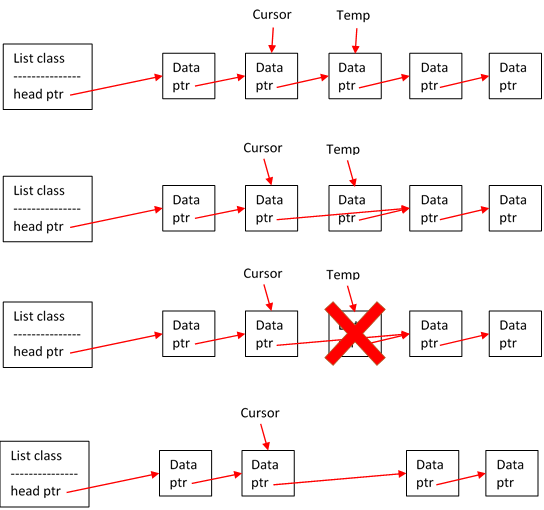 Cursor Temp
List class
---------------
head ptr
Data
ptr
Data
ptr
Data
ptr
Data
ptr
Data
ptr
Cursor Temp
List class
---------------
head ptr
Data
ptr
Data
ptr
Data
ptr
Data
ptr
Data
ptr
Cursor Temp
List class
---------------
head ptr
Data
ptr
Data
ptr
Data
ptr
Data
ptr
Cursor
List class
---------------
head ptr
Data
ptr
Data
ptr
Data
ptr
Data
ptr